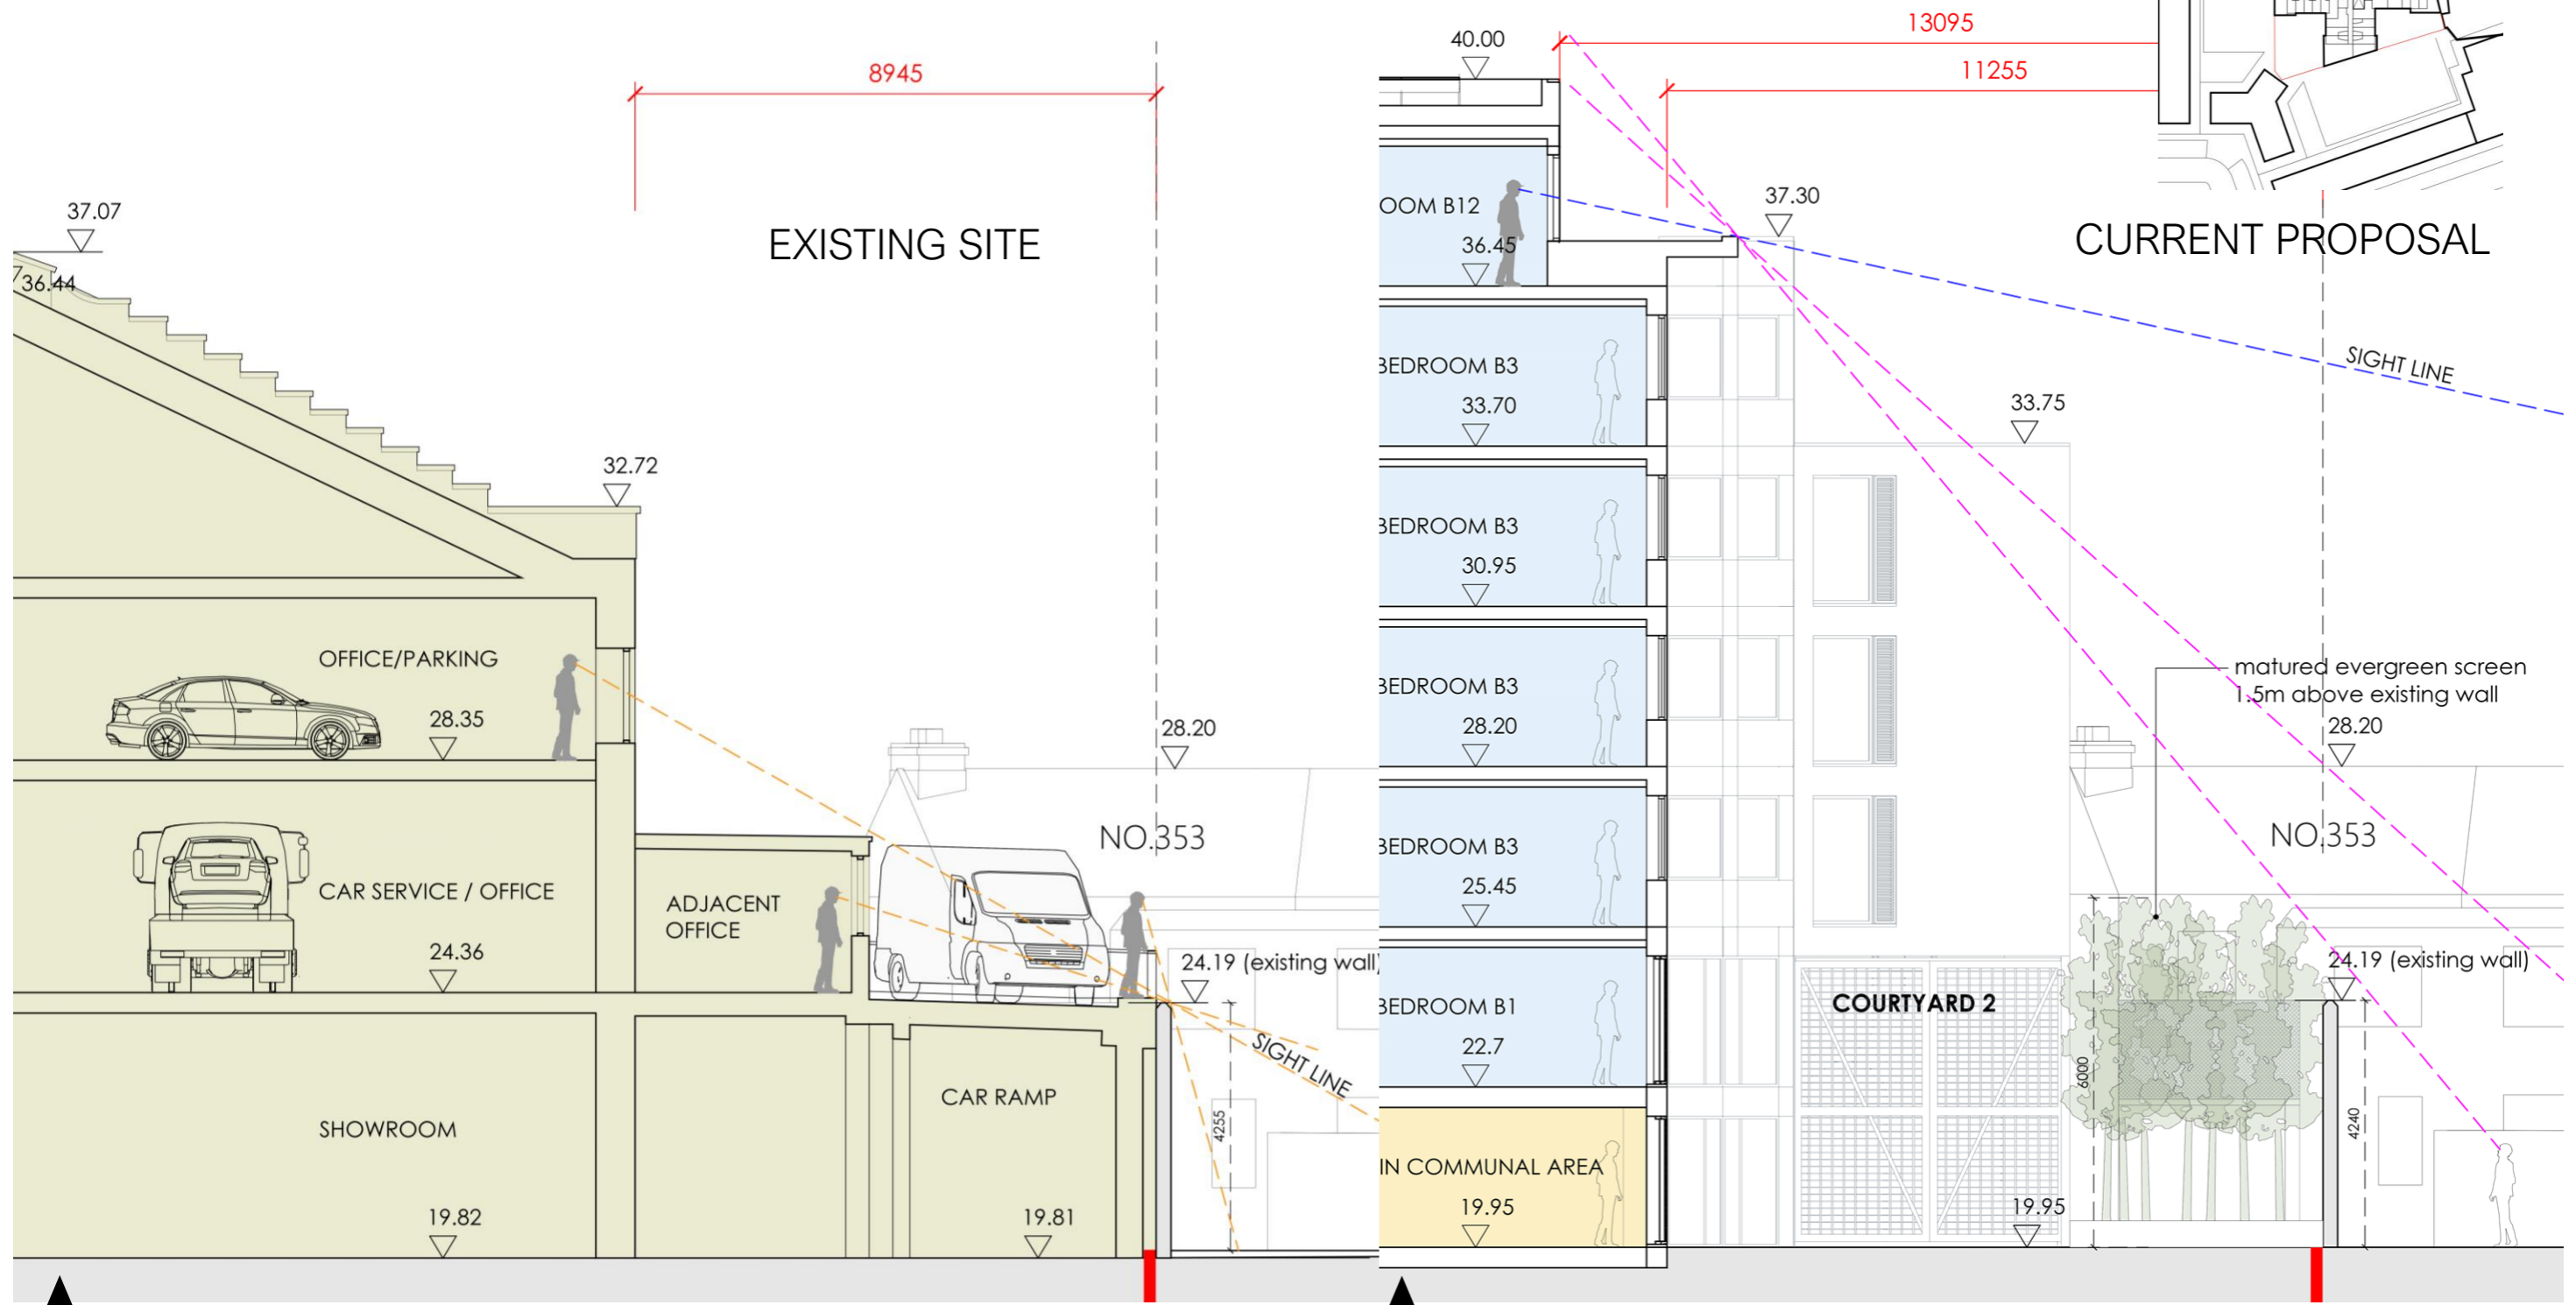 8945
EXISTING SITE
37.07
36.44
32.72
OFFICE/PARKING
28.35
28.20
NO.353
CAR SERVICE / OFFICE
24.36
ADJACENT
OFFICE
24.19 (existing wall)
SIGHT LINE
4255
CAR RAMP
SHOWROOM
19.82
19.81
13095
11255
40.00
37.30
CURRENT PROPOSAL
OOM B12
36.45
SIGHT LINE
BEDROOM B3
33.70
33.75
BEDROOM B3
30.95
BEDROOM B3
28.20
matured evergreen screen
1.5m above existing wall
28.20
NO.353
BEDROOM B3
25.45
24.19 (existing wall)
BEDROOM B1
22.7
COURTYARD 2
6000
4240
IN COMMUNAL AREA
19.95
19.95